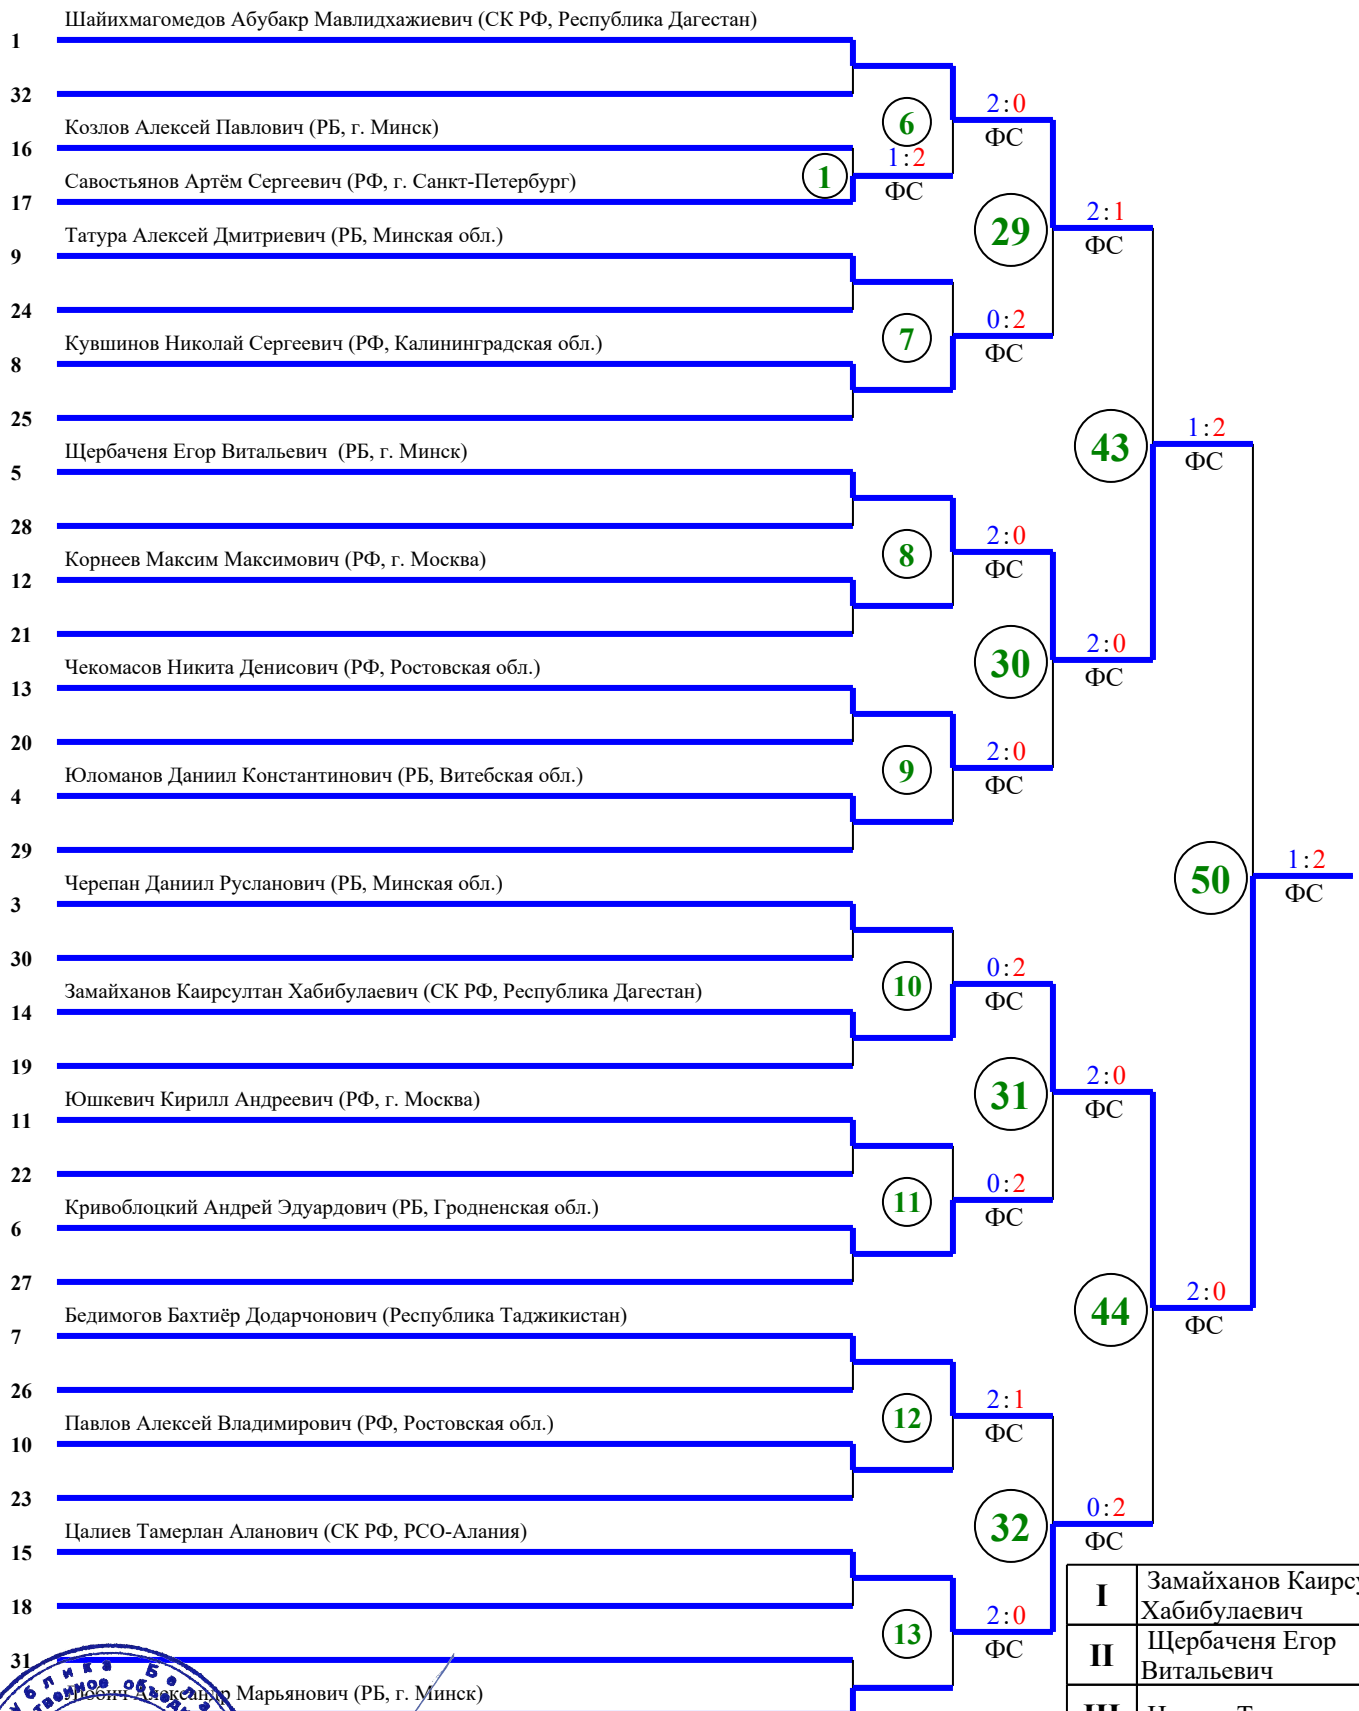 Шайихмагомедов Абубакр Мавлидхажиевич (СК РФ, Республика Дагестан)
1
32
2:0
6
ФС
Козлов Алексей Павлович (РБ, г. Минск)
16
1:2
1
ФС
Савостьянов Артём Сергеевич (РФ, г. Санкт-Петербург)
17
2:1
29
ФС
Татура Алексей Дмитриевич (РБ, Минская обл.)
9
24
0:2
7
ФС
Кувшинов Николай Сергеевич (РФ, Калининградская обл.)
8
25
1:2
43
ФС
Щербаченя Егор Витальевич (РБ, г. Минск)
5
28
2:0
8
ФС
Корнеев Максим Максимович (РФ, г. Москва)
12
21
2:0
30
ФС
Чекомасов Никита Денисович (РФ, Ростовская обл.)
13
20
2:0
9
ФС
Юломанов Даниил Константинович (РБ, Витебская обл.)
4
29
1:2
50
ФС
Черепан Даниил Русланович (РБ, Минская обл.)
3
30
0:2
10
ФС
Замайханов Каирсултан Хабибулаевич (СК РФ, Республика Дагестан)
14
19
2:0
31
ФС
Юшкевич Кирилл Андреевич (РФ, г. Москва)
11
22
0:2
11
ФС
Кривоблоцкий Андрей Эдуардович (РБ, Гродненская обл.)
6
27
2:0
44
ФС
Бедимогов Бахтиёр Додарчонович (Республика Таджикистан)
7
26
2:1
12
ФС
Павлов Алексей Владимирович (РФ, Ростовская обл.)
10
23
0:2
32
ФС
Цалиев Тамерлан Аланович (СК РФ, РСО-Алания)
15
18
2:0
13
ФС
31
Александр Марьянович (РБ, г. Минск)
I Замайханов Каирсу
Хабибулаевич
II Щербаченя Егор
Витальевич
III